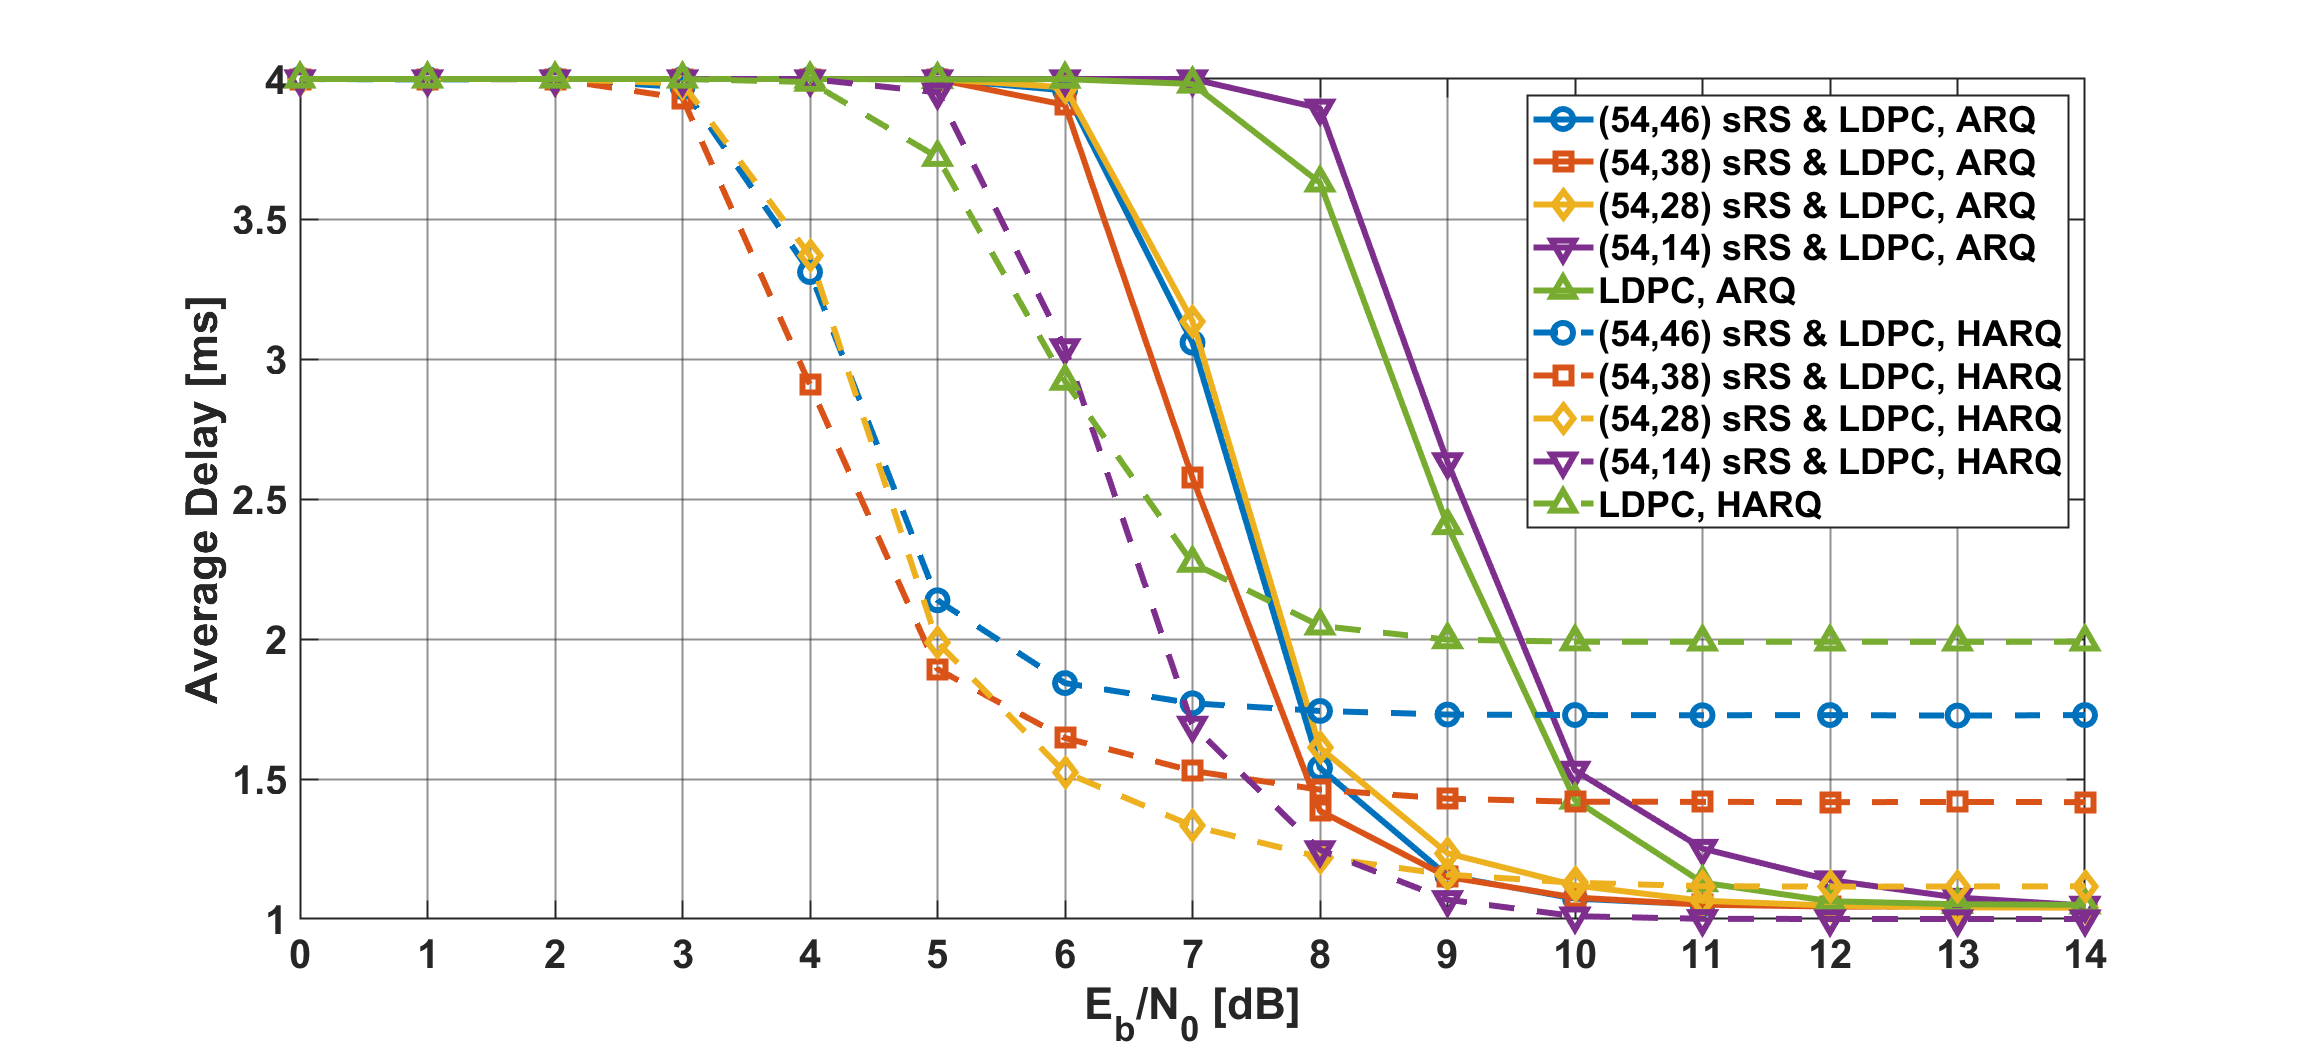 4
3.5
3
2.5
2
1.5
1
Average Delay [ms]
(54,46) sRS & LDPC, ARQ
(54,38) sRS & LDPC, ARQ
(54,28) sRS & LDPC, ARQ
(54,14) sRS & LDPC, ARQ
LDPC, ARQ
(54,46) sRS & LDPC, HARQ
(54,38) sRS & LDPC, HARQ
(54,28) sRS & LDPC, HARQ
(54,14) sRS & LDPC, HARQ
LDPC, HARQ
0 1 2 3 4 5 6 7 8 9 10 11 12 13 14
E_b/N_0 [dB]